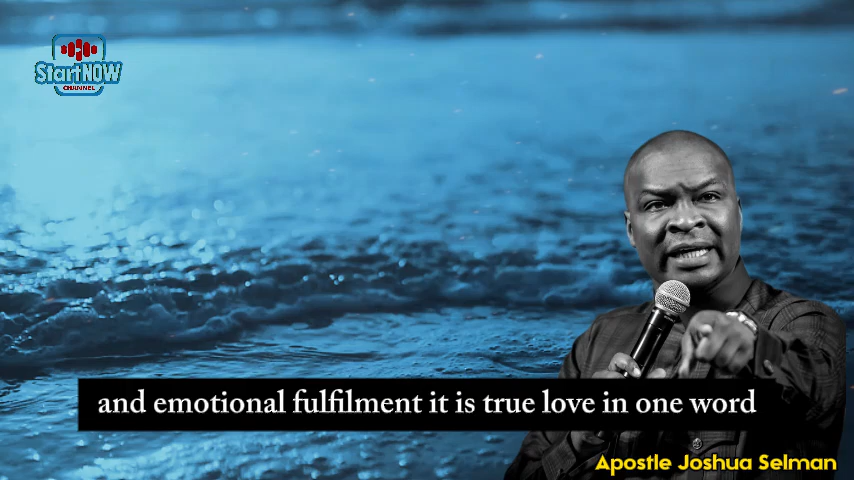 StartNOW
CHANNEL
and emotional fulfilment it is true love in one word
Apostle Joshua Selman